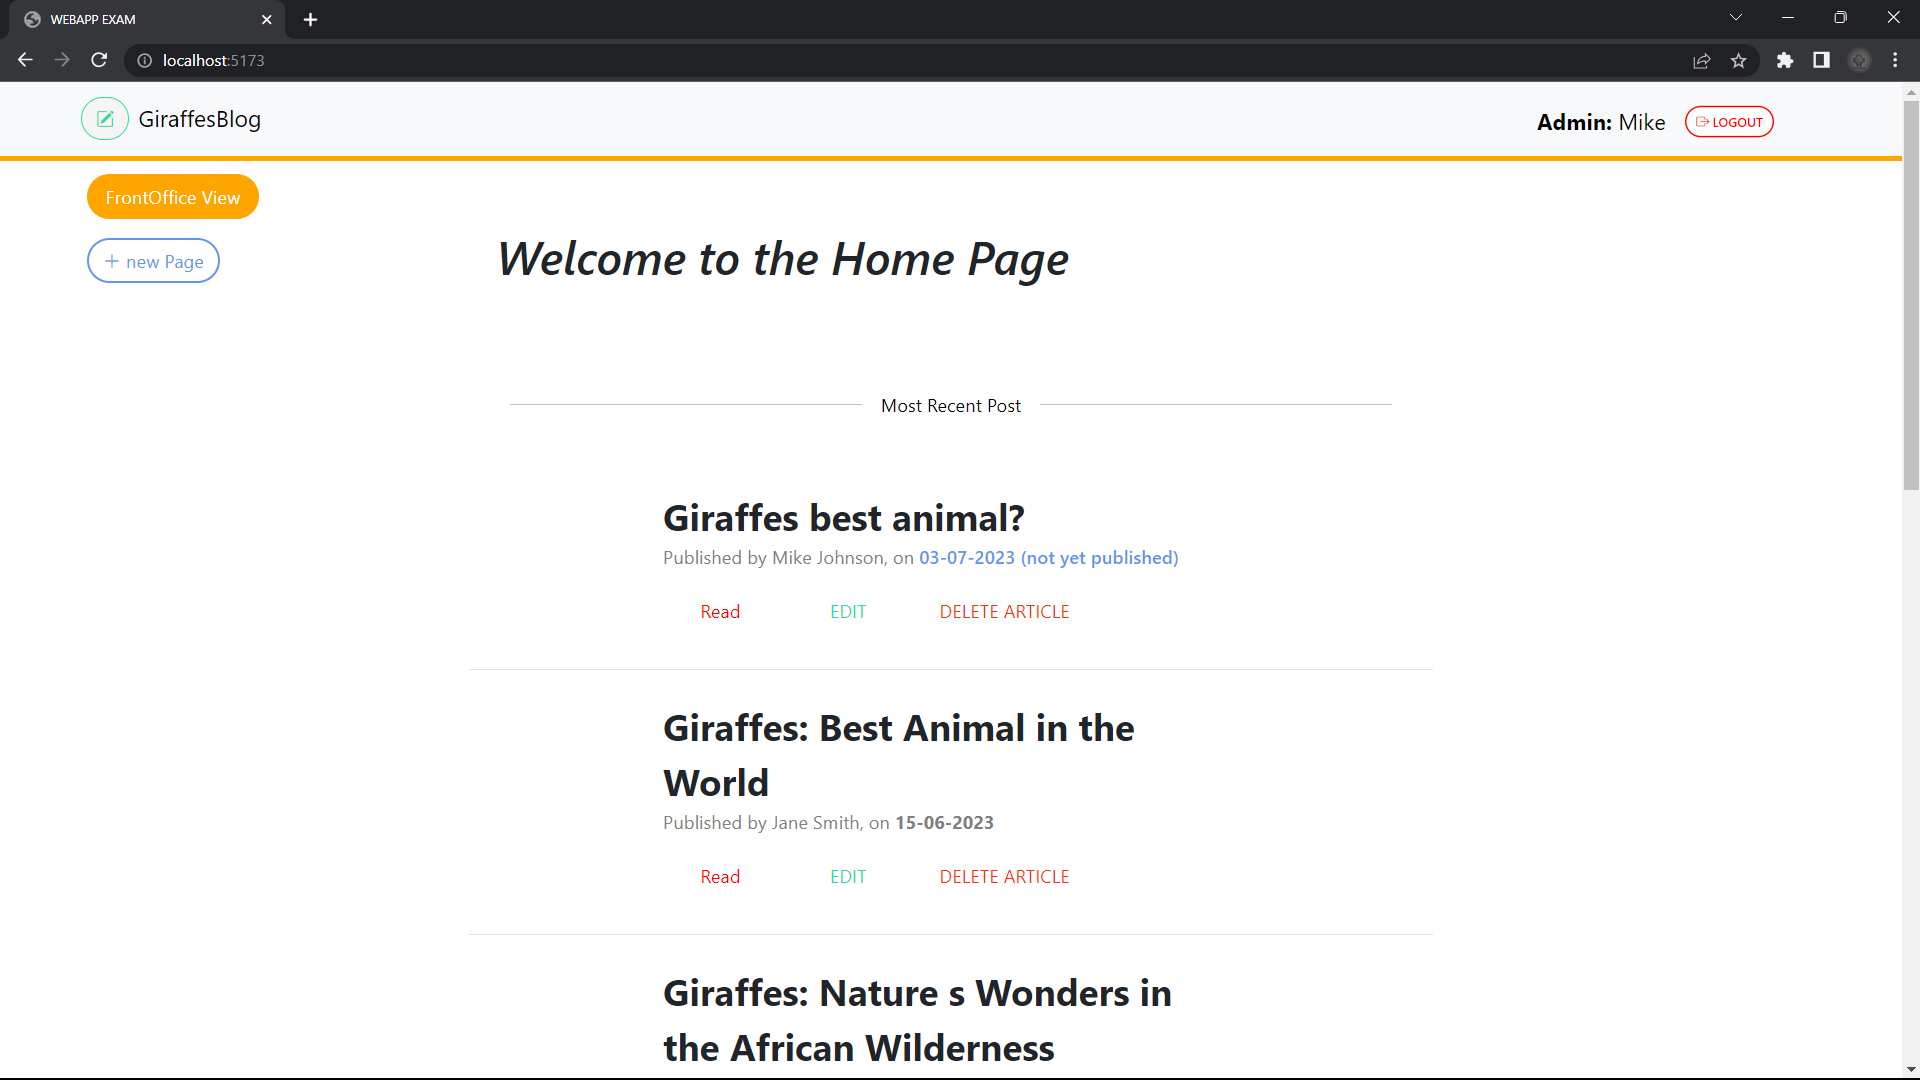 WEBAPP EXAM
localhost:5173
GiraffesBlog
Admin: Mike
LOGOUT
FrontOffice View
+ new Page
Welcome to the Home Page
Most Recent Post
Giraffes best animal?
Published by Mike Johnson, on 03-07-2023 (not yet published)
Read EDIT DELETE ARTICLE
Giraffes: Best Animal in the
World
Published by Jane Smith, on 15-06-2023
Read EDIT DELETE ARTICLE
Giraffes: Nature s Wonders in
the African Wilderness